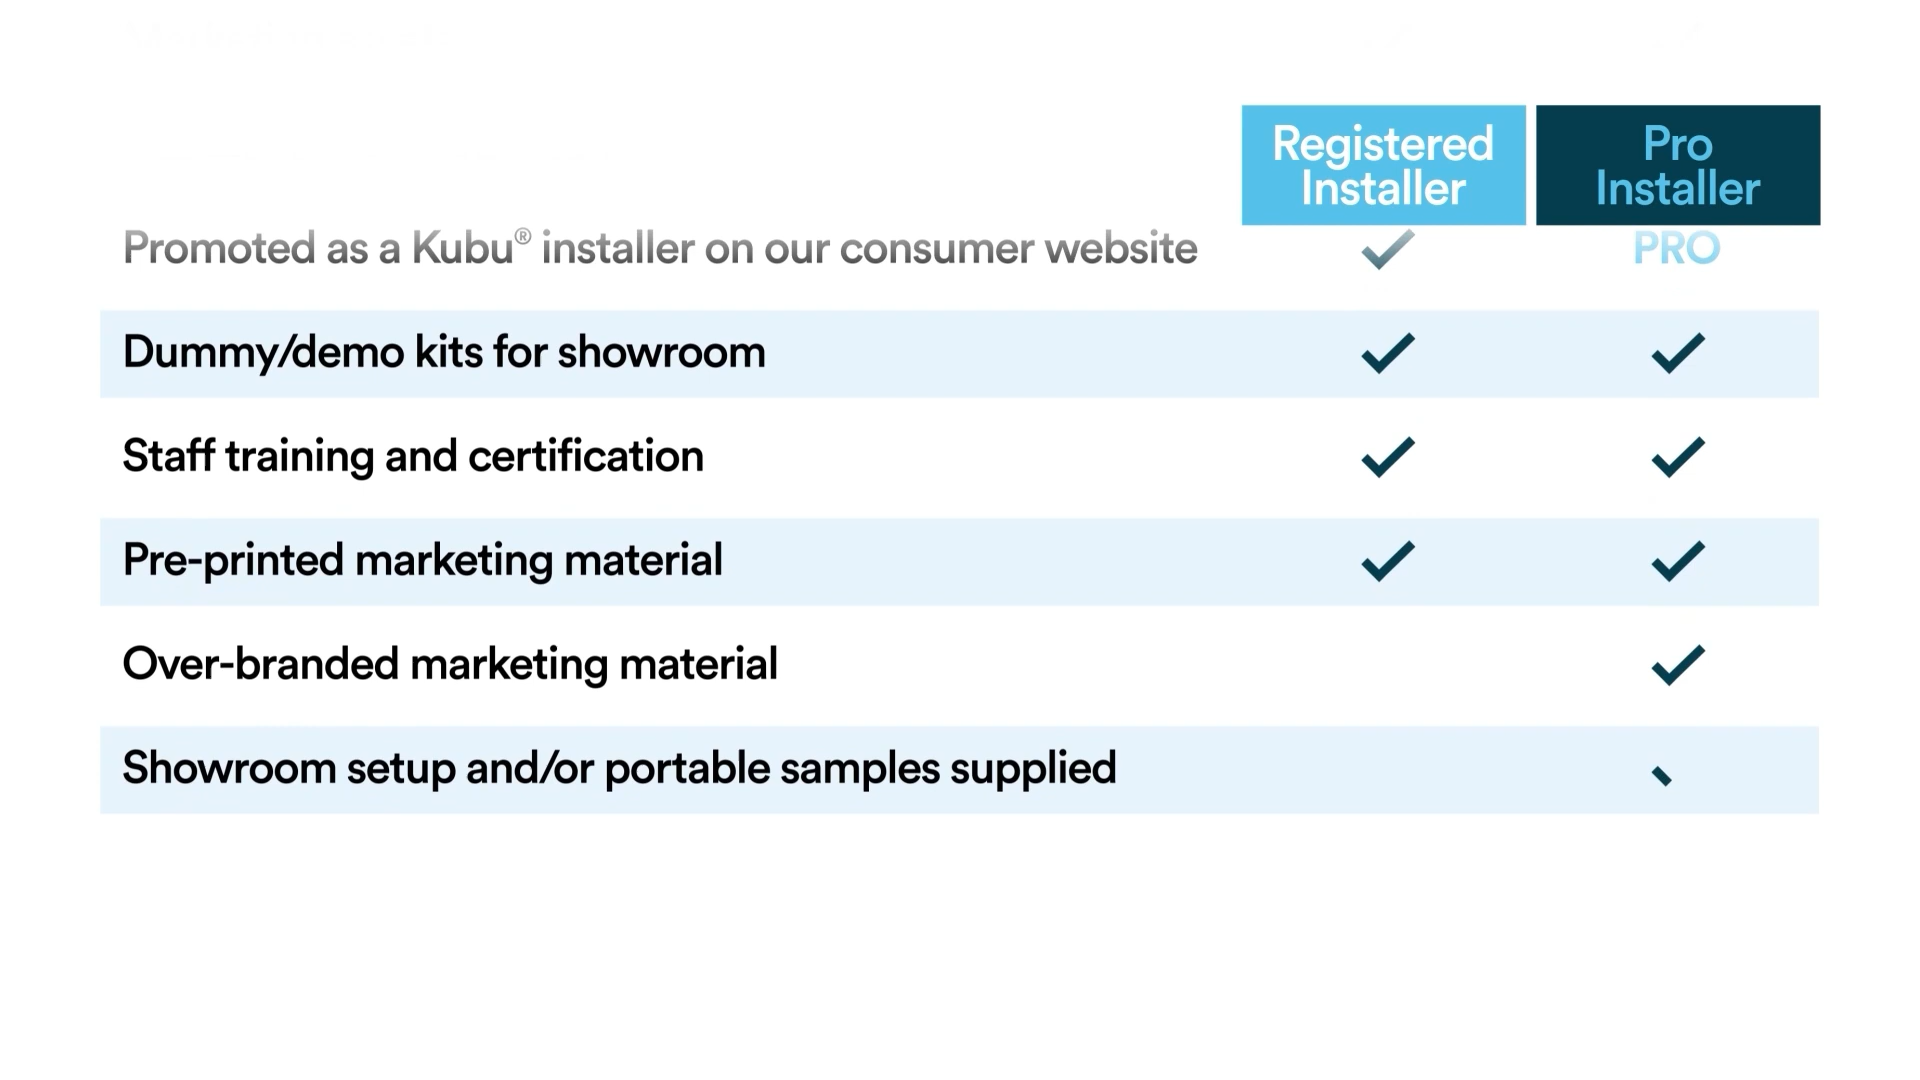 Registered
Installer
Pro
Installer
Promoted as a Kubu® installer on our consumer website
PRO
Dummy/demo kits for showroom
Staff training and certification
Pre-printed marketing material
Over-branded marketing material
Showroom setup and/or portable samples supplied